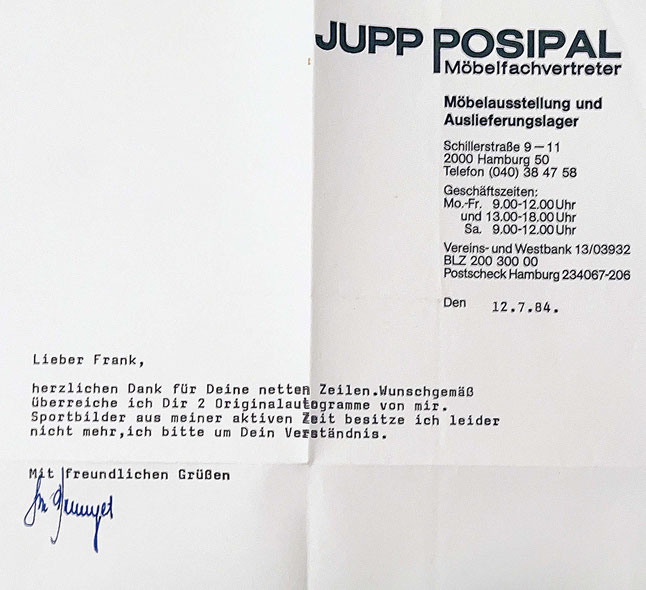 JUPP POSIPAL
Möbelfachvertreter
Möbelausstellung und
Auslieferungslager
Schillerstraße 9 — 11
2000 Hamburg 50
Telefon (040) 38 47 58
Geschäftszeiten:
Mo.-Fr. 9.00-12.00 Uhr
und 13.00-18.00 Uhr
Sa. 9.00-12.00 Uhr
Vereins- und Westbank 13/03932
BLZ 200 300 00
Postscheck Hamburg 234067-206
Den 12.7.84.
Lieber Frank,
herzlichen Dank für Deine netten Zeilen.Wunschgemäß
überreiche ich Dir 2 Originalautogramme von mir.
Sportbilder aus meiner aktiven Zeit besitze ich leider
nicht mehr,ich bitte um Dein Verständnis.
Mit freundlichen Grüßen